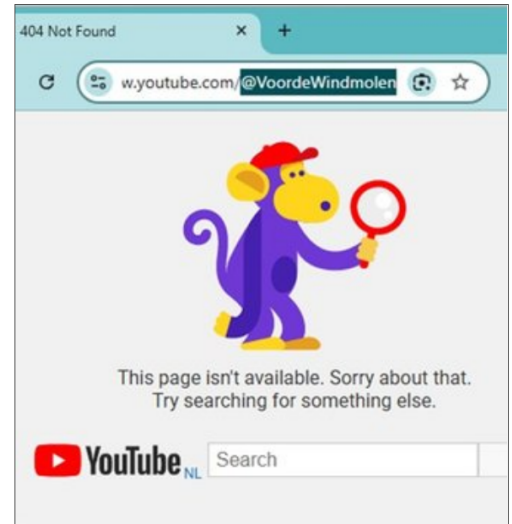 404 Not Found
w.youtube.com/@VoordeWindmolen
This page isn't available. Sorry about that.
Try searching for something else.
YouTube NL Search